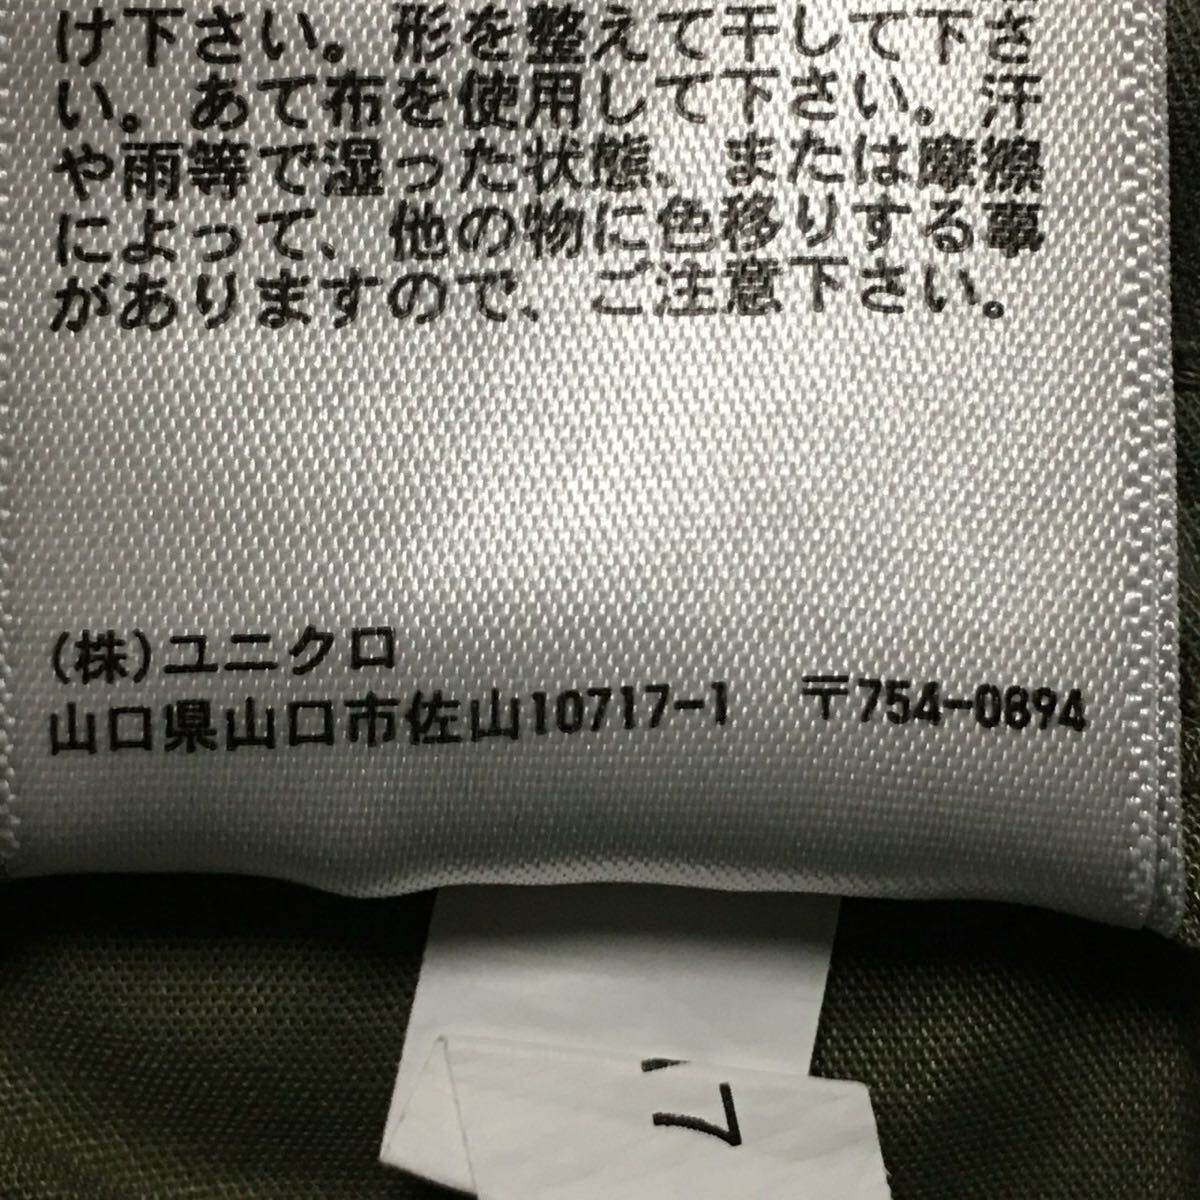 け下さい。形を整えて干して下さ
い。あて布を使用して下さい。汗
や雨等で湿った状態、または摩擦
によって、他の物に色移りする事
がありますので、ご注意下さい。
(株)ユニクロ
山口県山口市佐山10717-1 〒754-0894
7